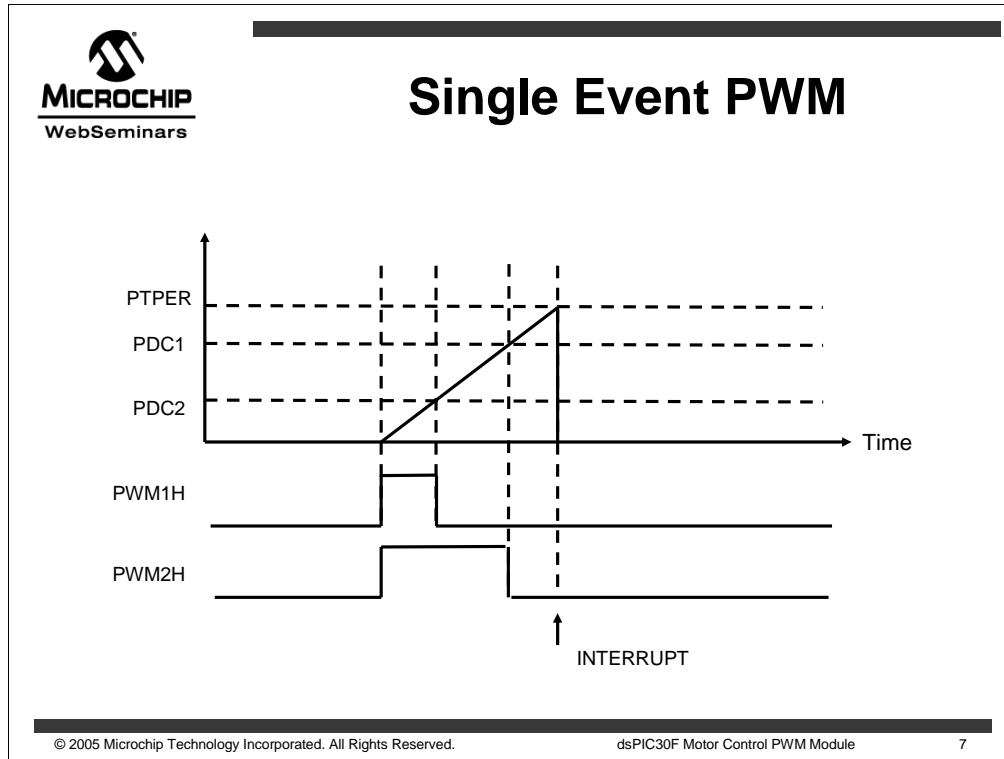 MICROCHIP
WebSeminars
Single Event PWM
PTPER
PDC1
PDC2
Time
PWM1H
PWM2H
INTERRUPT
© 2005 Microchip Technology Incorporated. All Rights Reserved.
dsPIC30F Motor Control PWM Module
7